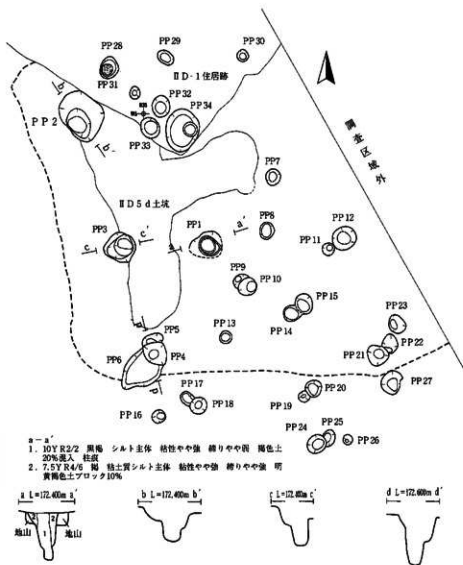 PP28
PP29
PP30
PP31
ⅡD-1住居跡
PP32
PP34
PP2
PP33
b
b'
調査区域外
PP7
ⅡD5d土坑
PP3
c
c'
PP1
a
a'
PP8
PP12
PP11
PP9
PP10
PP15
PP14
PP23
PP5
PP13
PP22
PP4
PP21
PP6
PP27
d
PP17
PP18
PP20
PP19
PP16
PP25
PP24
PP26
a-a'
1. 10YR2/2 黒褐 シルト主体 粘性やや強 締りやや弱 褐色土
20%混入 柱痕
2. 7.5YR4/6 褐 粘土質シルト主体 粘性やや強 締りやや強 明
黄褐色土ブロック10%
a L=172.400m a'
b L=172.400m b'
c L=172.400m c'
d L=172.600m d'
地山
1
2
地山